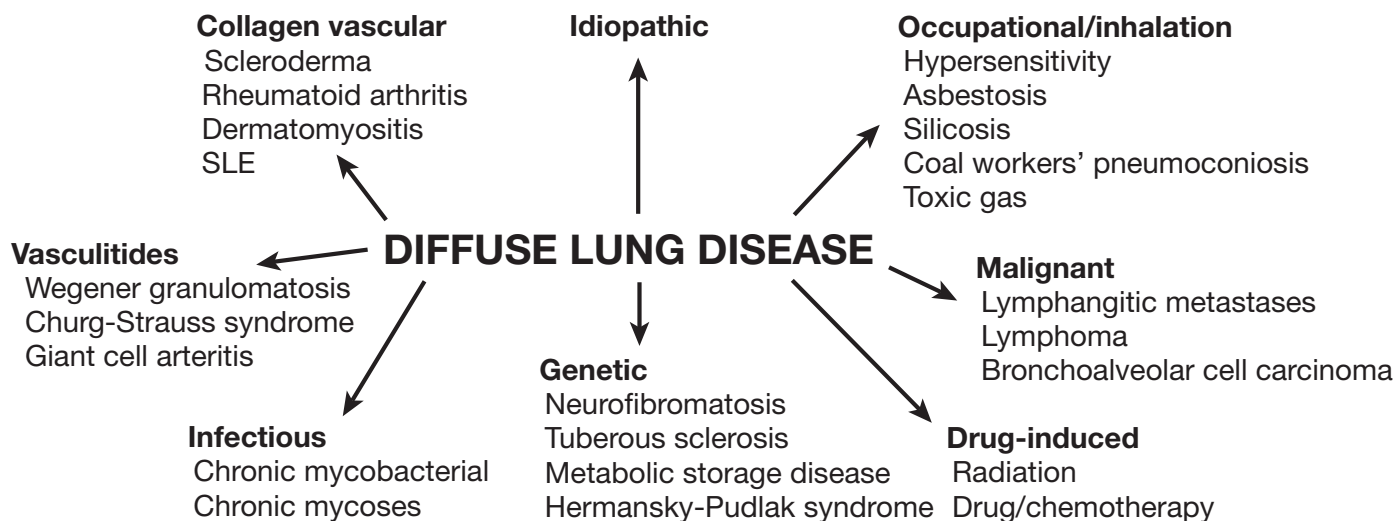 Collagen vascular
Scleroderma
Rheumatoid arthritis
Dermatomyositis
SLE
Idiopathic
Occupational/inhalation
Hypersensitivity
Asbestosis
Silicosis
Coal workers’ pneumoconiosis
Toxic gas
DIFFUSE LUNG DISEASE
Vasculitides
Wegener granulomatosis
Churg-Strauss syndrome
Giant cell arteritis
Malignant
Lymphangitic metastases
Lymphoma
Bronchoalveolar cell carcinoma
Infectious
Chronic mycobacterial
Chronic mycoses
Genetic
Neurofibromatosis
Tuberous sclerosis
Metabolic storage disease
Hermansky-Pudlak syndrome
Drug-induced
Radiation
Drug/chemotherapy